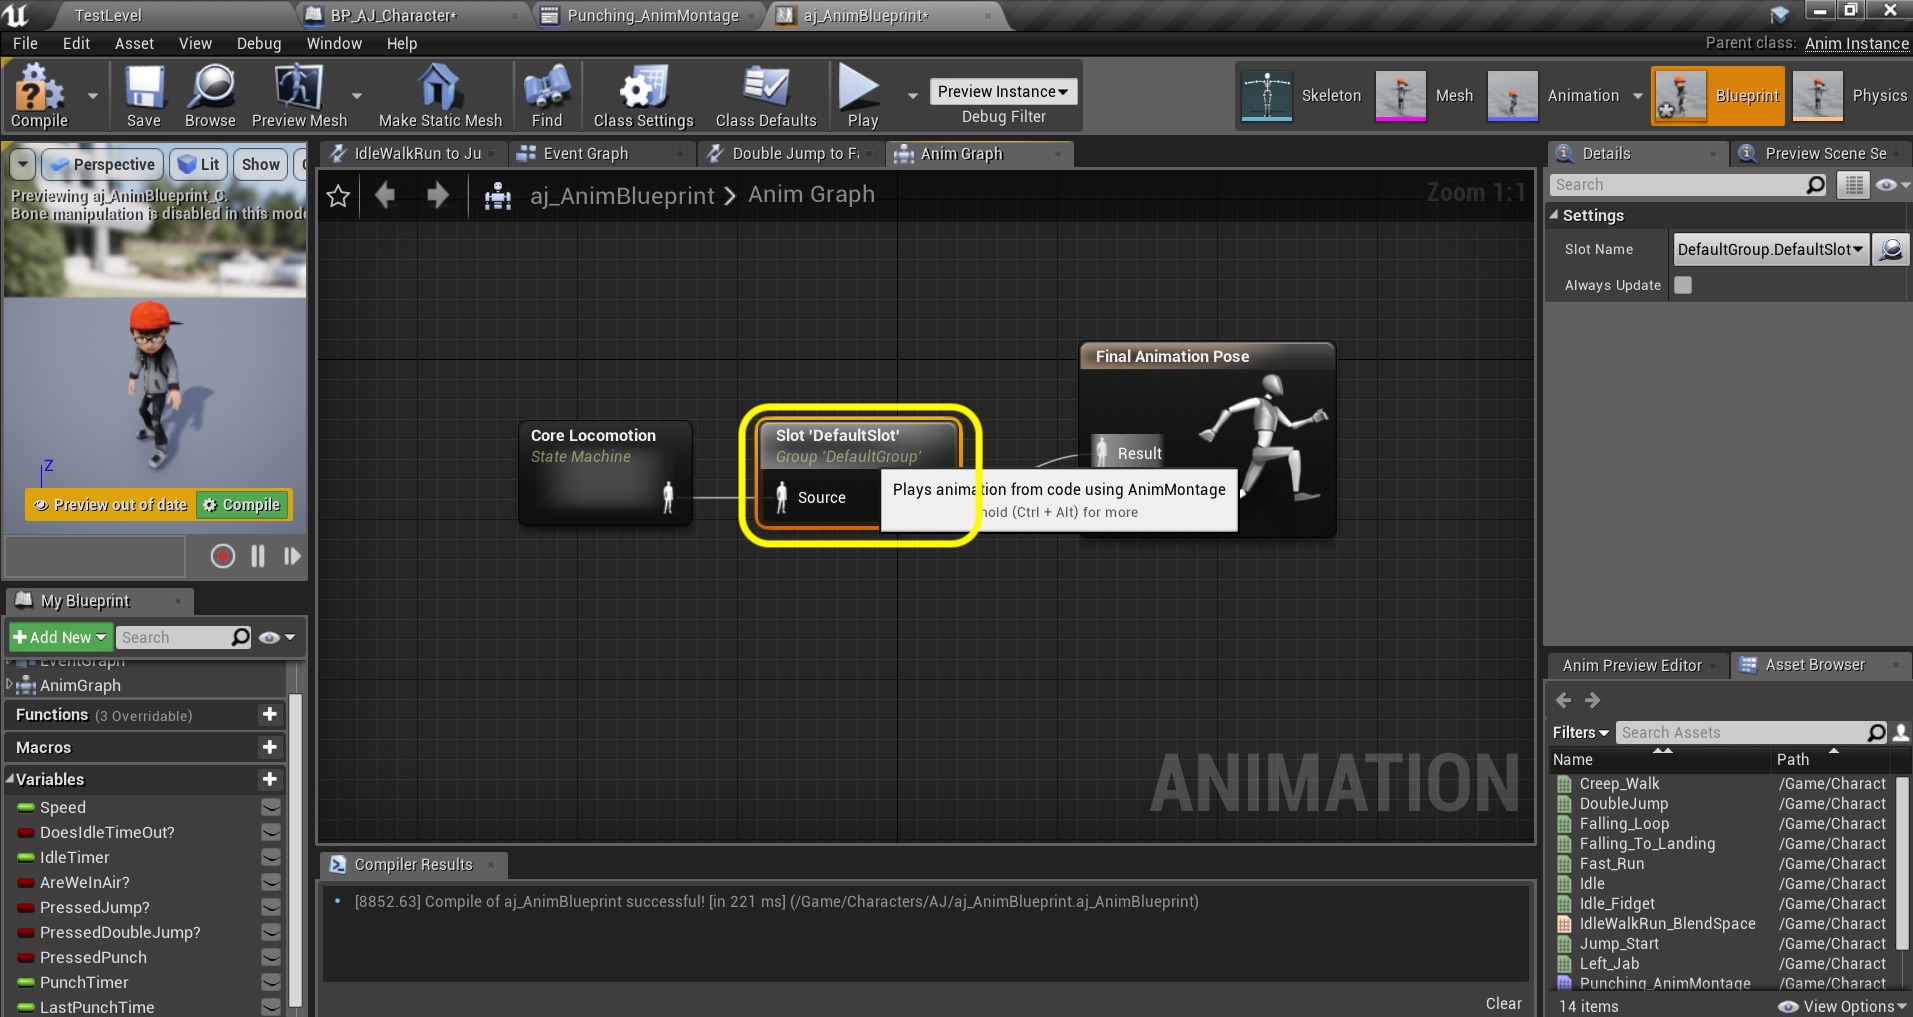 TestLevel
BP_AJ_Character*
Punching_AnimMontage
aj_AnimBlueprint*
File Edit Asset View Debug Window Help
Parent class: Anim Instance
Compile
Save
Browse
Preview Mesh
Make Static Mesh
Find
Class Settings
Class Defaults
Play
Preview Instance
Debug Filter
Skeleton
Mesh
Animation
Blueprint
Physics
Perspective
Lit
Show
Previewing aj_AnimBlueprint_C.
Bone manipulation is disabled in this mod
Z
Preview out of date
Compile
IdleWalkRun to Ju
Event Graph
Double Jump to Fa
Anim Graph
aj_AnimBlueprint > Anim Graph
Zoom 1:1
Core Locomotion
State Machine
Slot 'DefaultSlot'
Group 'DefaultGroup'
Source
Final Animation Pose
Result
Plays animation from code using AnimMontage
hold (Ctrl + Alt) for more
ANIMATION
Details
Preview Scene Se
Search
Settings
Slot Name
DefaultGroup.DefaultSlot
Always Update
My Blueprint
Add New
Search
EventGraph
AnimGraph
Functions (3 Overridable)
Macros
Variables
Speed
DoesIdleTimeOut?
IdleTimer
AreWeInAir?
PressedJump?
PressedDoubleJump?
PressedPunch
PunchTimer
LastPunchTime
Compiler Results
[8852.63] Compile of aj_AnimBlueprint successful! [in 221 ms] (/Game/Characters/AJ/aj_AnimBlueprint.aj_AnimBlueprint)
Clear
Anim Preview Editor
Asset Browser
Filters
Search Assets
Name Path
Creep_Walk /Game/Charact
DoubleJump /Game/Charact
Falling_Loop /Game/Charact
Falling_To_Landing /Game/Charact
Fast_Run /Game/Charact
Idle /Game/Charact
Idle_Fidget /Game/Charact
IdleWalkRun_BlendSpace /Game/Charact
Jump_Start /Game/Charact
Left_Jab /Game/Charact
Punching_AnimMontage /Game/Charact
14 items
View Options